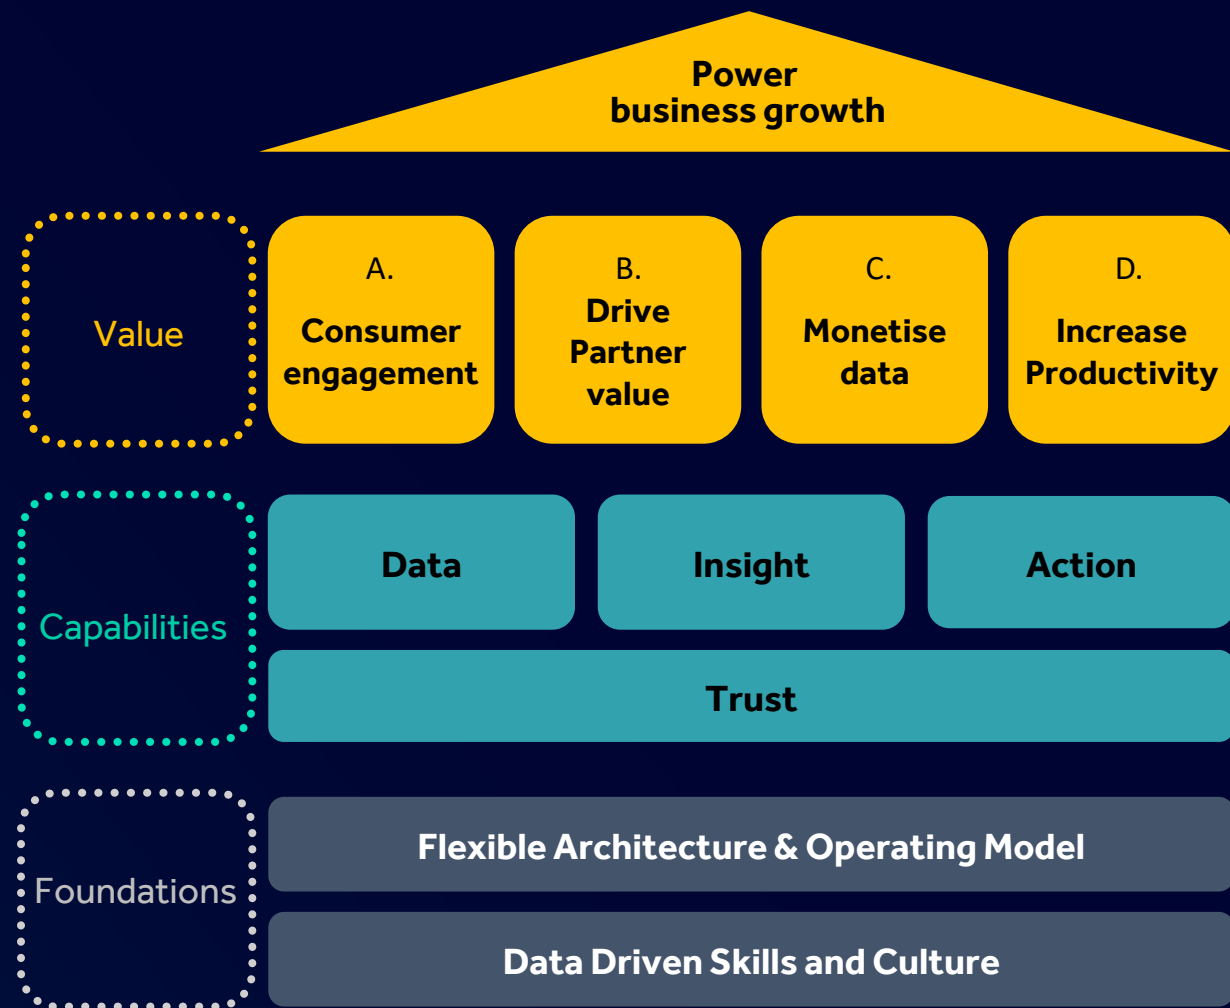 Power
business growth
Value
A.
Consumer
engagement
B.
Drive
Partner
value
C.
Monetise
data
D.
Increase
Productivity
Capabilities
Data
Insight
Action
Trust
Foundations
Flexible Architecture & Operating Model
Data Driven Skills and Culture